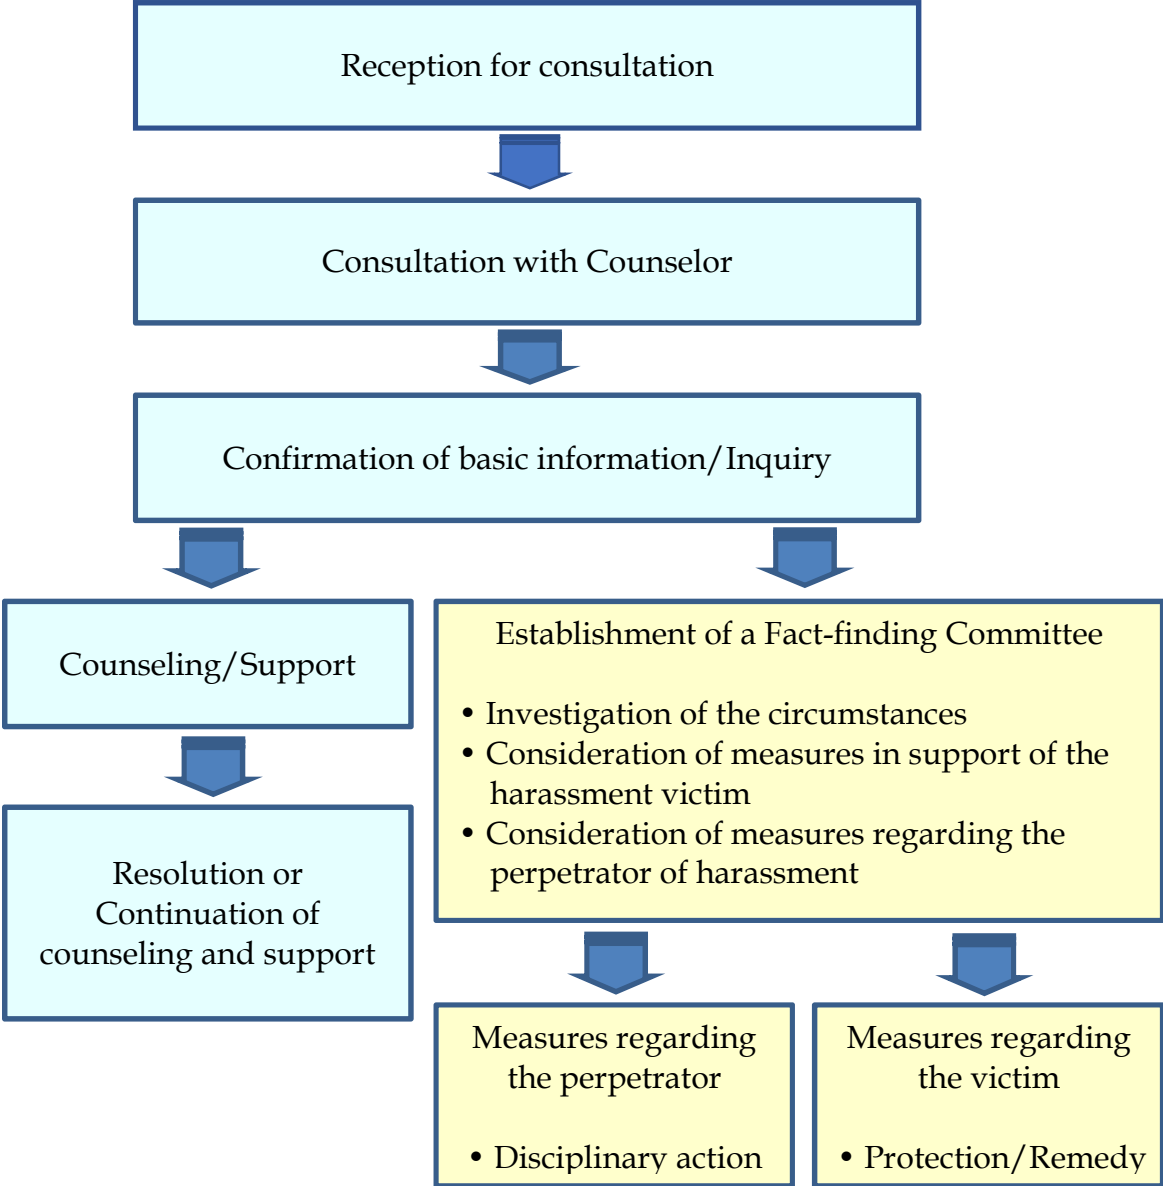 Reception for consultation
Consultation with Counselor
Confirmation of basic information/Inquiry
Counseling/Support
Resolution or
Continuation of
counseling and support
Establishment of a Fact-finding Committee
• Investigation of the circumstances
• Consideration of measures in support of the
harassment victim
• Consideration of measures regarding the
perpetrator of harassment
Measures regarding
the perpetrator
• Disciplinary action
Measures regarding
the victim
• Protection/Remedy